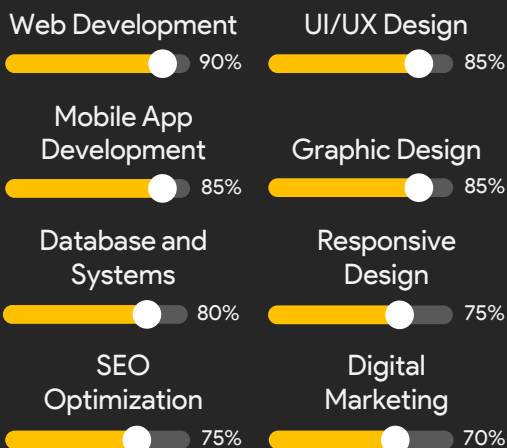 Web Development
90%
UI/UX Design
85%
Mobile App
Development
85%
Graphic Design
85%
Database and
Systems
80%
Responsive
Design
75%
SEO
Optimization
75%
Digital
Marketing
70%